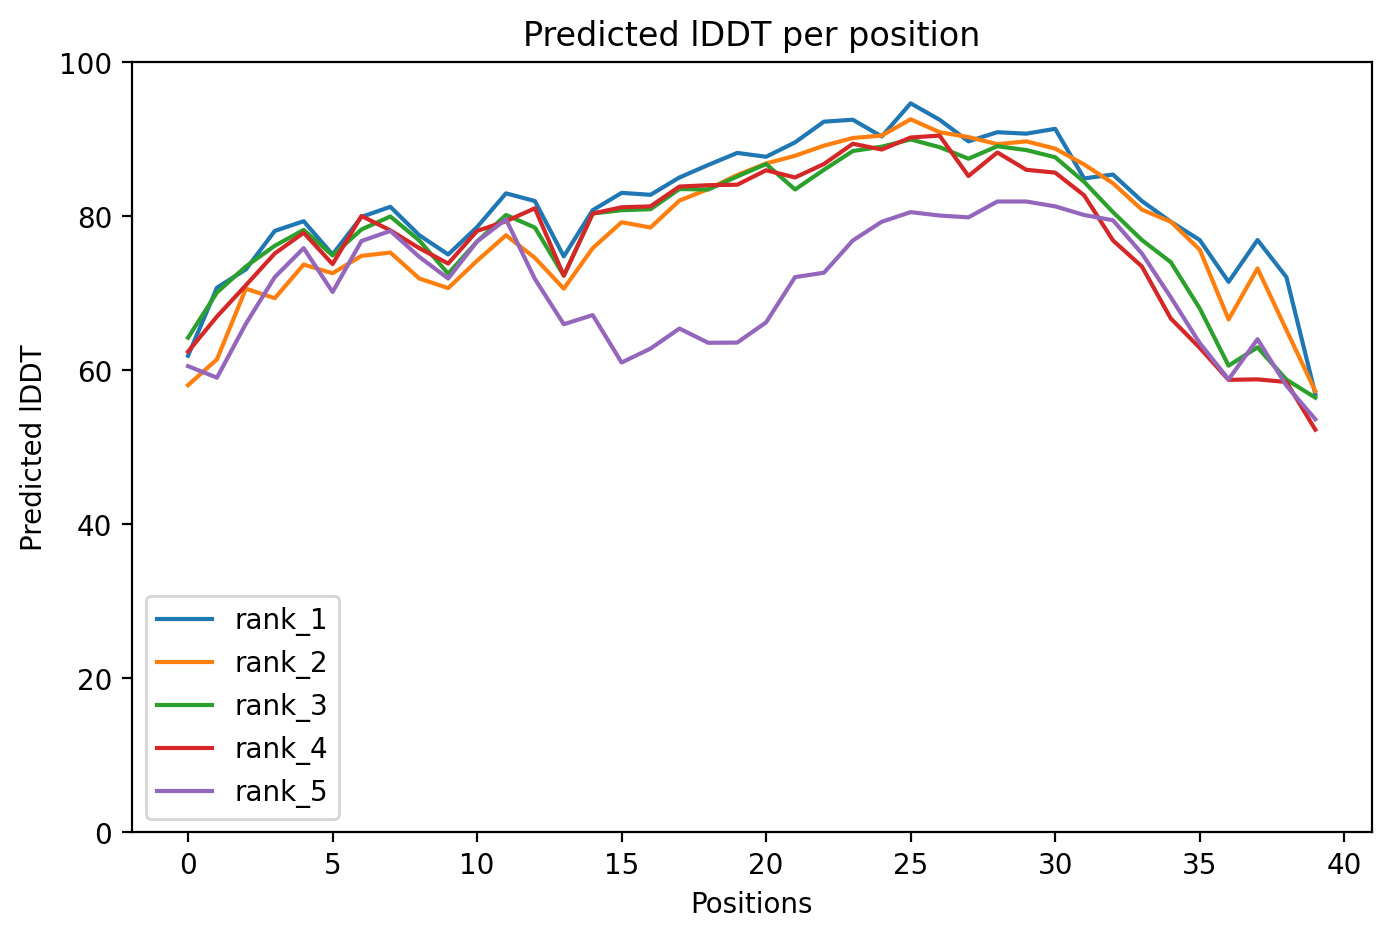 Predicted lDDT per position
100
80
60
40
20
0
Predicted lDDT
rank_1
rank_2
rank_3
rank_4
rank_5
0 5 10 15 20 25 30 35 40
Positions